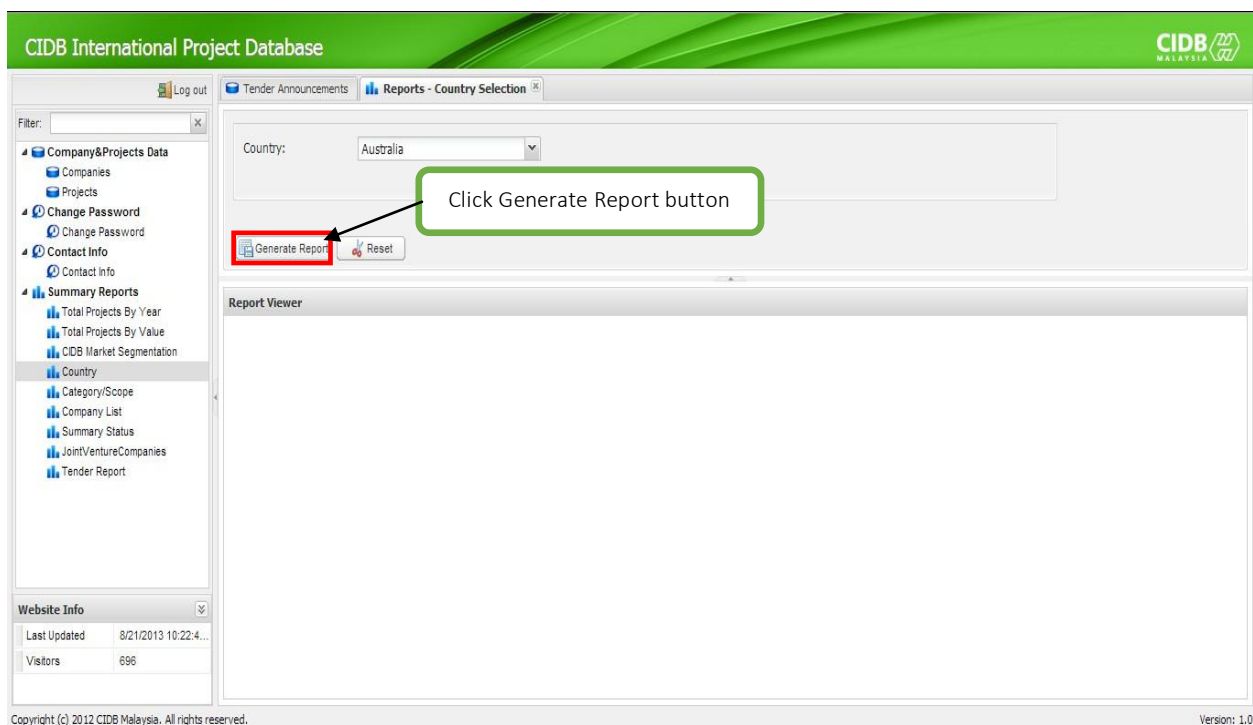 CIDB International Project Database
CIDB
MALAYSIA
Log out
Tender Announcements
Reports - Country Selection
Filter:
Company&Projects Data
Companies
Projects
Change Password
Change Password
Contact Info
Contact Info
Summary Reports
Total Projects By Year
Total Projects By Value
CIDB Market Segmentation
Country
Category/Scope
Company List
Summary Status
JointVentureCompanies
Tender Report
Country:
Australia
Click Generate Report button
Generate Report
Reset
Report Viewer
Website Info
Last Updated 8/21/2013 10:22:4...
Visitors 696
Copyright (c) 2012 CIDB Malaysia. All rights reserved.
Version: 1.0